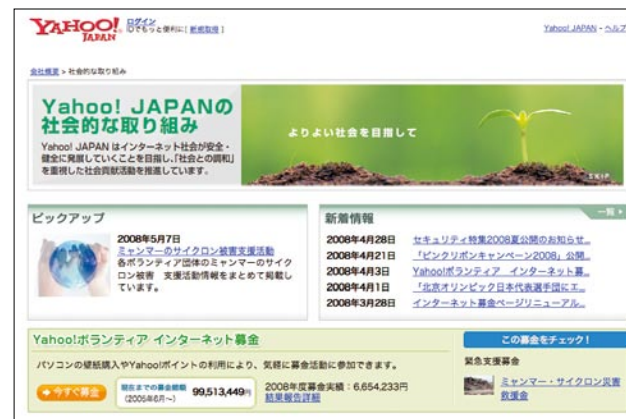 YAHOO!
JAPAN
ログイン
IDでもっと便利に[ 新規取得 ]
Yahoo! JAPAN - ヘルプ
会社概要 > 社会的な取り組み
Yahoo! JAPANの
社会的な取り組み
Yahoo! JAPAN はインターネット社会が安全・
健全に発展していくことを目指し、「社会との調和」
を重視した社会貢献活動を推進しています。
よりよい社会を目指して
SKIP
ピックアップ
2008年5月7日
ミャンマーのサイクロン被害支援活動
各ボランティア団体のミャンマーのサイク
ロン被害 支援活動情報をまとめて掲載し
ています。
新着情報
一覧
2008年4月28日 セキュリティ特集2008夏公開のお知らせ...
2008年4月21日 「ピンクリボンキャンペーン2008」公開...
2008年4月3日 Yahoo!ボランティア インターネット募...
2008年4月1日 「北京オリンピック日本代表選手団にエ...
2008年3月28日 インターネット募金ページリニューアル...
Yahoo!ボランティア インターネット募金
パソコンの壁紙購入やYahoo!ポイントの利用により、気軽に募金活動に参加できます。
今すぐ募金
現在までの募金総額
(2005年6月~)
99,513,449円
2008年度募金実績:6,654,233円
結果報告詳細
この募金をチェック!
緊急支援募金
ミャンマー・サイクロン災害
救援金